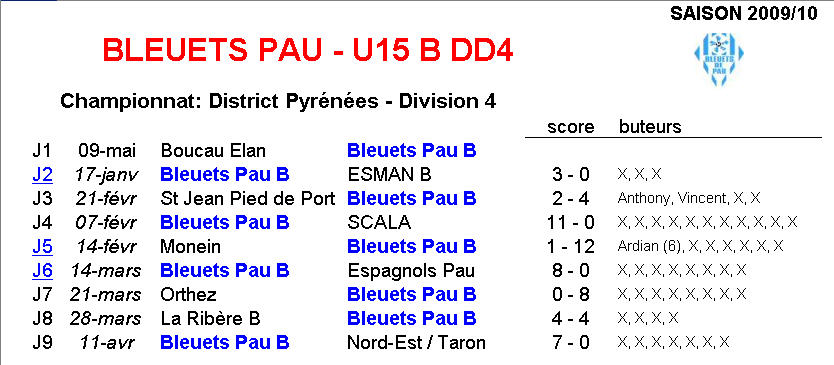 SAISON 2009/10
BLEUETS PAU - U15 B DD4
BLEUETS
DE
PAU
Championnat: District Pyrénées - Division 4
score buteurs
J1 09-mai Boucau Elan Bleuets Pau B
J2 17-janv Bleuets Pau B ESMAN B 3 - 0 X, X, X
J3 21-févr St Jean Pied de Port Bleuets Pau B 2 - 4 Anthony, Vincent, X, X
J4 07-févr Bleuets Pau B SCALA 11 - 0 X, X, X, X, X, X, X, X, X, X, X
J5 14-févr Monein Bleuets Pau B 1 - 12 Ardian (6), X, X, X, X, X, X
J6 14-mars Bleuets Pau B Espagnols Pau 8 - 0 X, X, X, X, X, X, X, X
J7 21-mars Orthez Bleuets Pau B 0 - 8 X, X, X, X, X, X, X, X
J8 28-mars La Ribère B Bleuets Pau B 4 - 4 X, X, X, X
J9 11-avr Bleuets Pau B Nord-Est / Taron 7 - 0 X, X, X, X, X, X, X